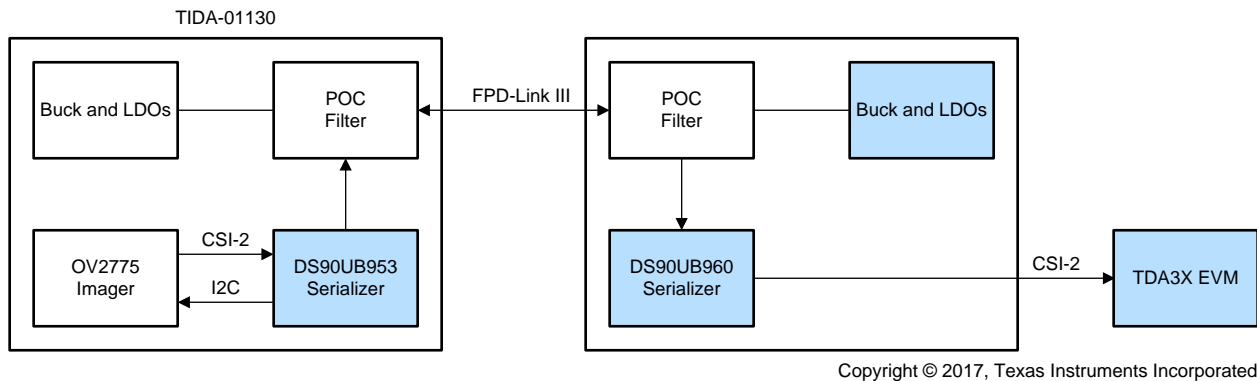 TIDA-01130
Buck and LDOs
POC
Filter
FPD-Link III
POC
Filter
Buck and LDOs
OV2775
Imager
CSI-2
I2C
DS90UB953
Serializer
DS90UB960
Serializer
CSI-2
TDA3X EVM
Copyright © 2017, Texas Instruments Incorporated